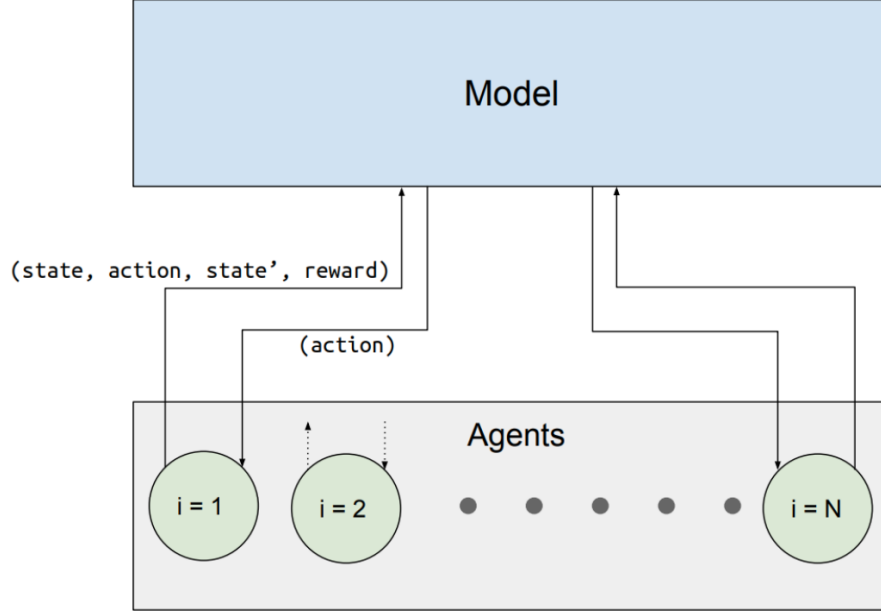 Model
(state, action, state’, reward)
(action)
Agents
i = 1
i = 2
i = N